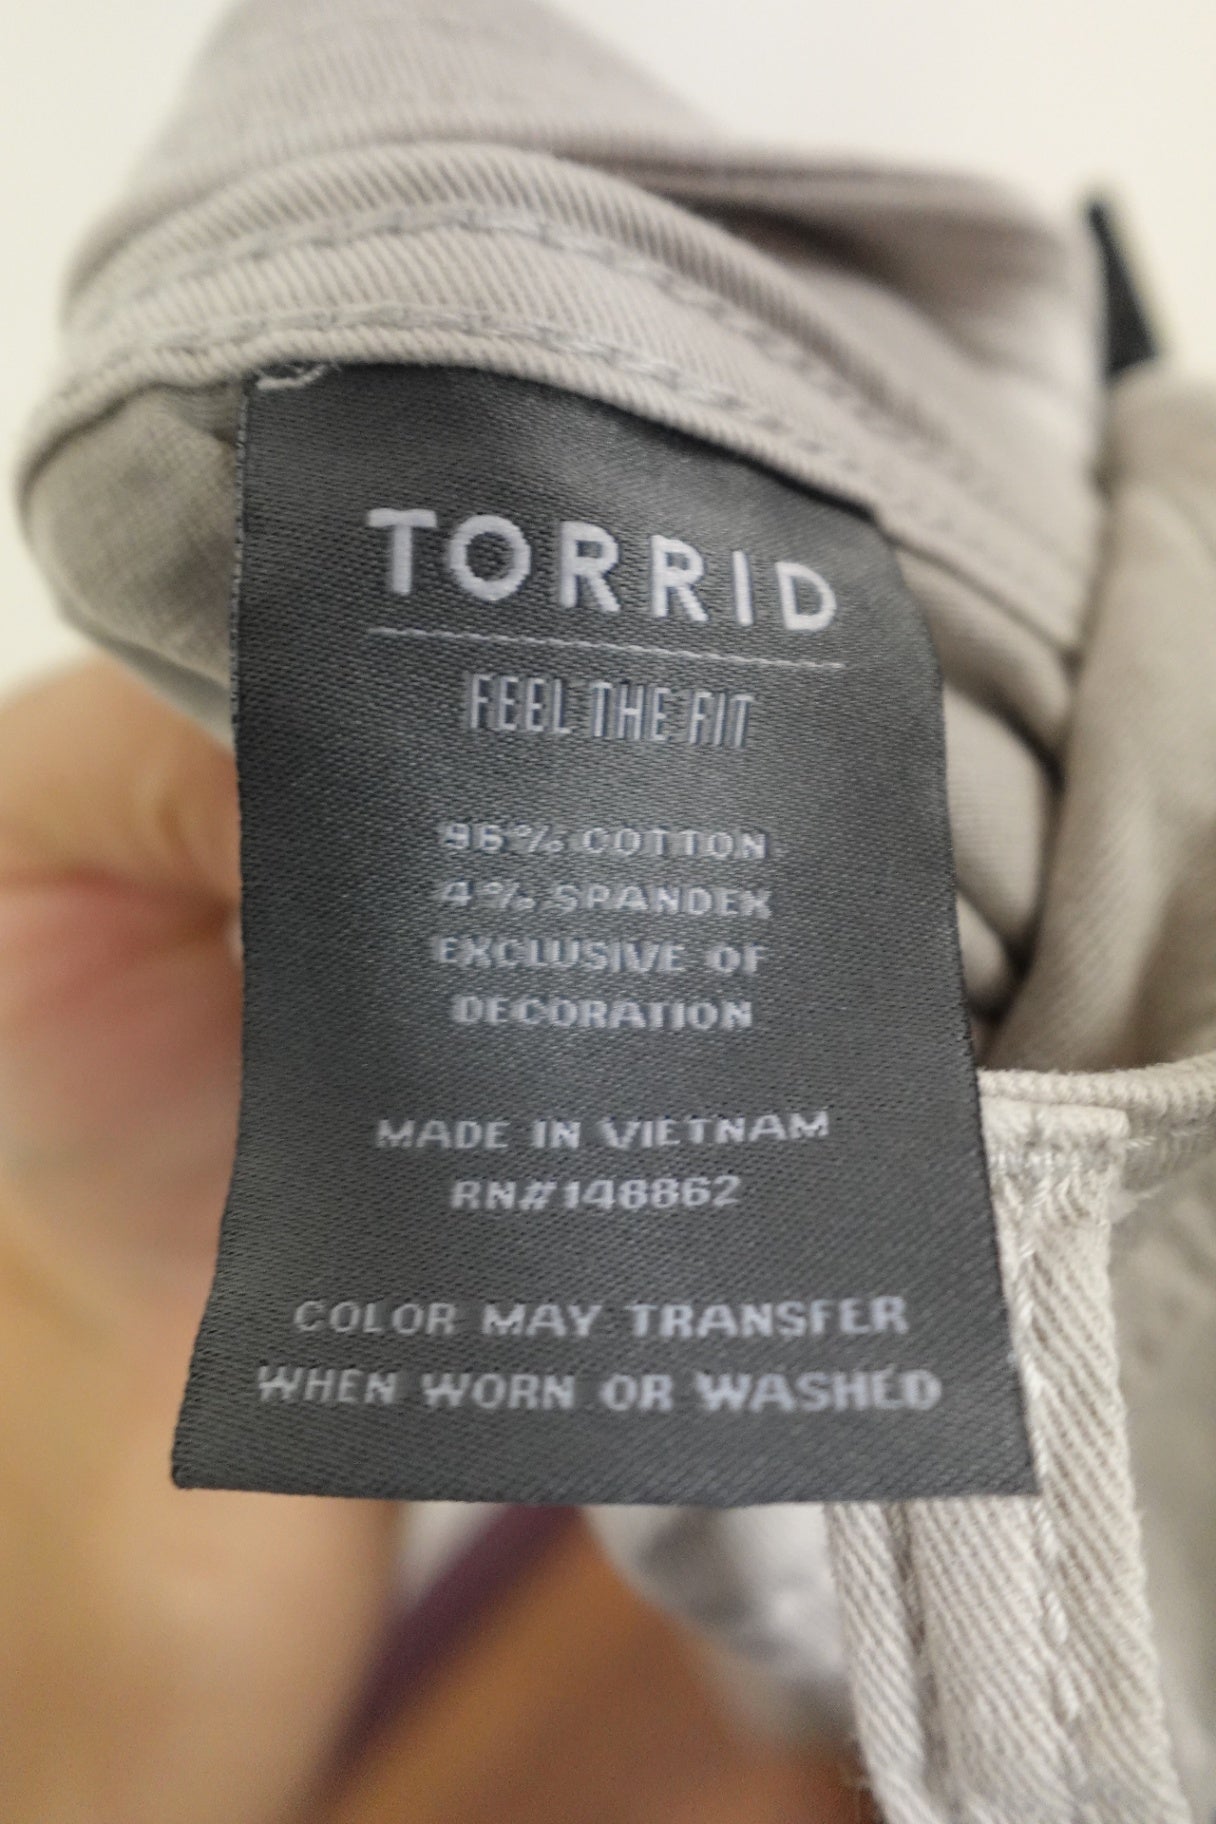 TORRID
FEEL THE FIT
96% COTTON
4% SPANDEX
EXCLUSIVE OF
DECORATION
MADE IN VIETNAM
RN#148862
COLOR MAY TRANSFER
WHEN WORN OR WASHED